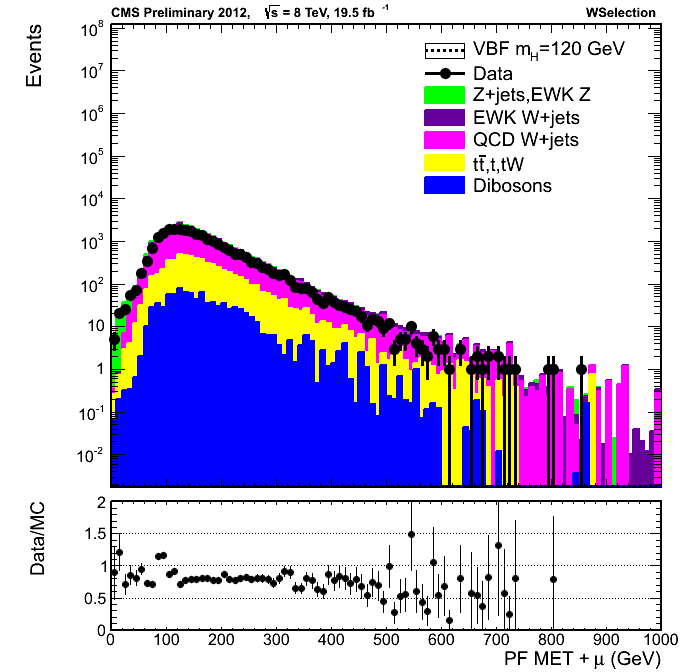 CMS Preliminary 2012, √s = 8 TeV, 19.5 fb⁻¹ WSelection
Events
10⁸
10⁷
10⁶
10⁵
10⁴
10³
10²
10
1
10⁻¹
10⁻²
VBF m_H=120 GeV
Data
Z+jets,EWK Z
EWK W+jets
QCD W+jets
tt̄,t,tW
Dibosons
Data/MC
2
1.5
1
0.5
0
0 100 200 300 400 500 600 700 800 900 1000
PF MET + μ (GeV)